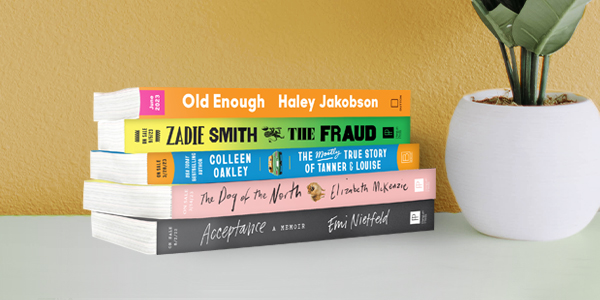 June 2023 Old Enough Haley Jakobson
ZADIE SMITH THE FRAUD
COLLEEN OAKLEY THE Mostly TRUE STORY OF TANNER & LOUISE
The Dog of the North Elizabeth McKenzie
Acceptance A MEMOIR Emi Nietfeld